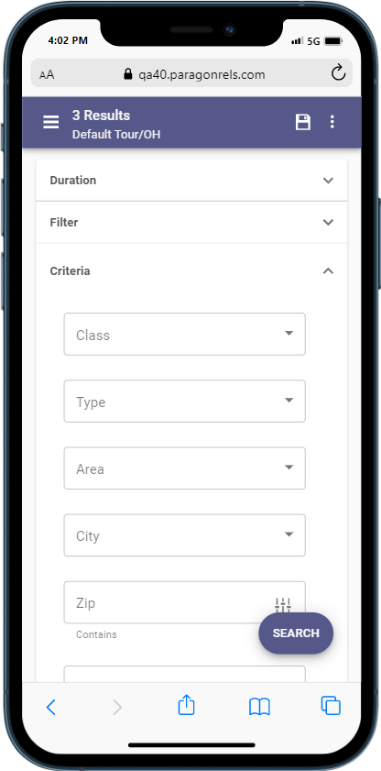 4:02 PM
5G
AA
qa40.paragonrels.com
3 Results
Default Tour/OH
Duration
Filter
Criteria
Class
Type
Area
City
Zip
Contains
SEARCH